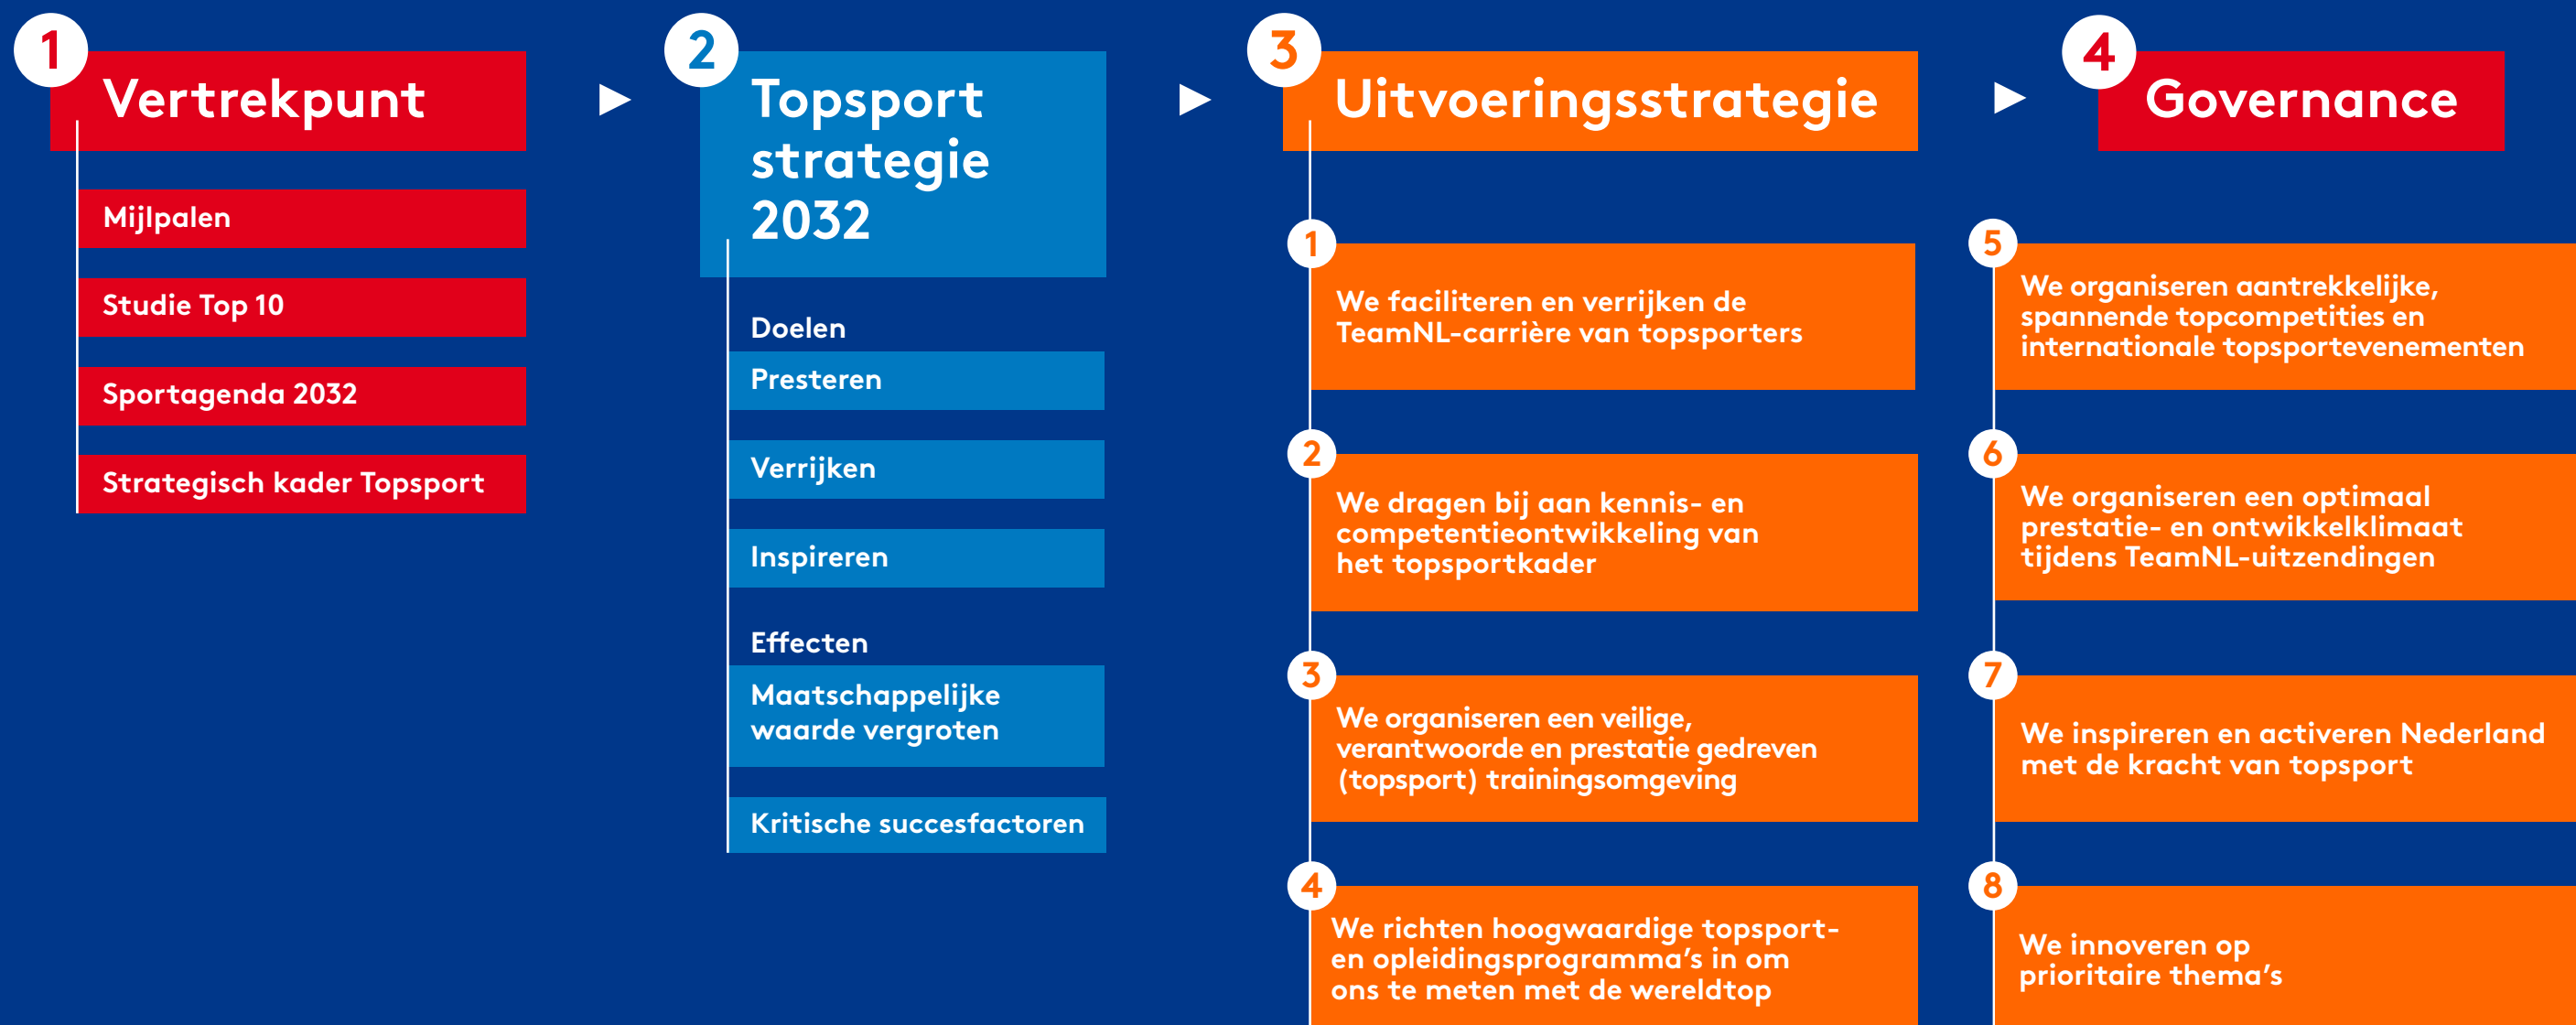 1
Vertrekpunt
Mijlpalen
Studie Top 10
Sportagenda 2032
Strategisch kader Topsport
2
Topsport
strategie
2032
Doelen
Presteren
Verrijken
Inspireren
Effecten
Maatschappelijke
waarde vergroten
Kritische succesfactoren
3
Uitvoeringsstrategie
1
We faciliteren en verrijken de
TeamNL-carrière van topsporters
2
We dragen bij aan kennis- en
competentieontwikkeling van
het topsportkader
3
We organiseren een veilige,
verantwoorde en prestatie gedreven
(topsport) trainingsomgeving
4
We richten hoogwaardige topsport-
en opleidingsprogramma’s in om
ons te meten met de wereldtop
4
Governance
5
We organiseren aantrekkelijke,
spannende topcompetities en
internationale topsportevenementen
6
We organiseren een optimaal
prestatie- en ontwikkelklimaat
tijdens TeamNL-uitzendingen
7
We inspireren en activeren Nederland
met de kracht van topsport
8
We innoveren op
prioritaire thema’s